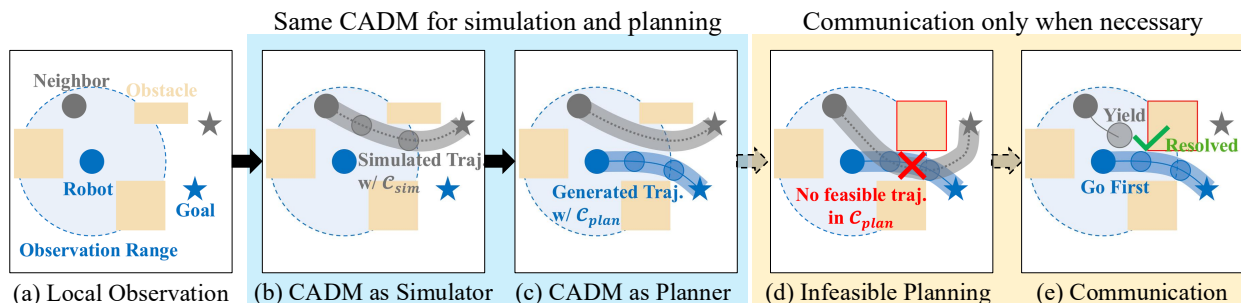 Same CADM for simulation and planning
Communication only when necessary
Neighbor
Obstacle
Robot
Goal
Observation Range
Simulated Traj.
w/ C_sim
Generated Traj.
w/ C_plan
No feasible traj.
in C_plan
Yield
Resolved
Go First
(a) Local Observation
(b) CADM as Simulator
(c) CADM as Planner
(d) Infeasible Planning
(e) Communication